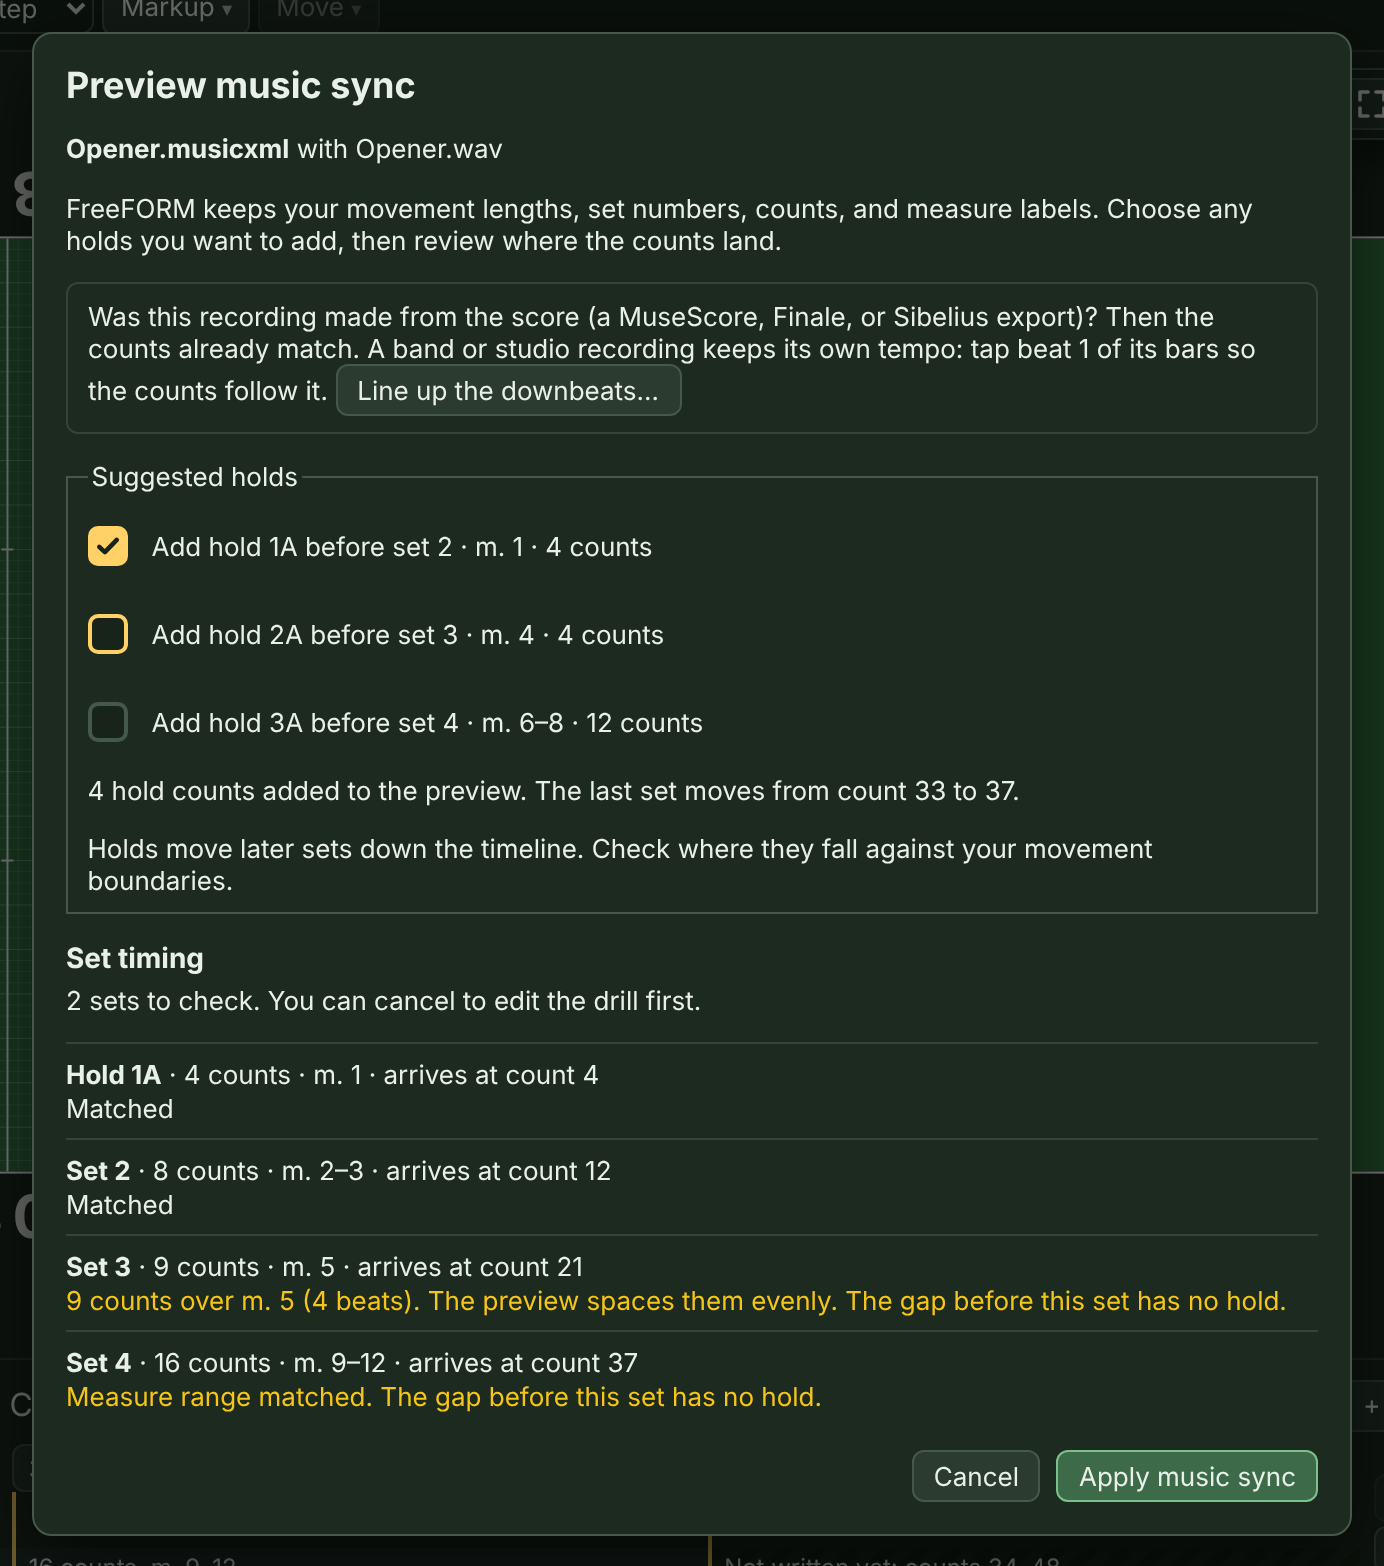 tep
Markup ▾
Move ▾
Preview music sync
Opener.musicxml with Opener.wav
FreeFORM keeps your movement lengths, set numbers, counts, and measure labels. Choose any
holds you want to add, then review where the counts land.
Was this recording made from the score (a MuseScore, Finale, or Sibelius export)? Then the
counts already match. A band or studio recording keeps its own tempo: tap beat 1 of its bars so
the counts follow it. Line up the downbeats...
Suggested holds
Add hold 1A before set 2 · m. 1 · 4 counts
Add hold 2A before set 3 · m. 4 · 4 counts
Add hold 3A before set 4 · m. 6–8 · 12 counts
4 hold counts added to the preview. The last set moves from count 33 to 37.
Holds move later sets down the timeline. Check where they fall against your movement
boundaries.
Set timing
2 sets to check. You can cancel to edit the drill first.
Hold 1A · 4 counts · m. 1 · arrives at count 4
Matched
Set 2 · 8 counts · m. 2–3 · arrives at count 12
Matched
Set 3 · 9 counts · m. 5 · arrives at count 21
9 counts over m. 5 (4 beats). The preview spaces them evenly. The gap before this set has no hold.
Set 4 · 16 counts · m. 9–12 · arrives at count 37
Measure range matched. The gap before this set has no hold.
Cancel
Apply music sync
16 counts, m. 9–12
Not written yet: counts 34–48